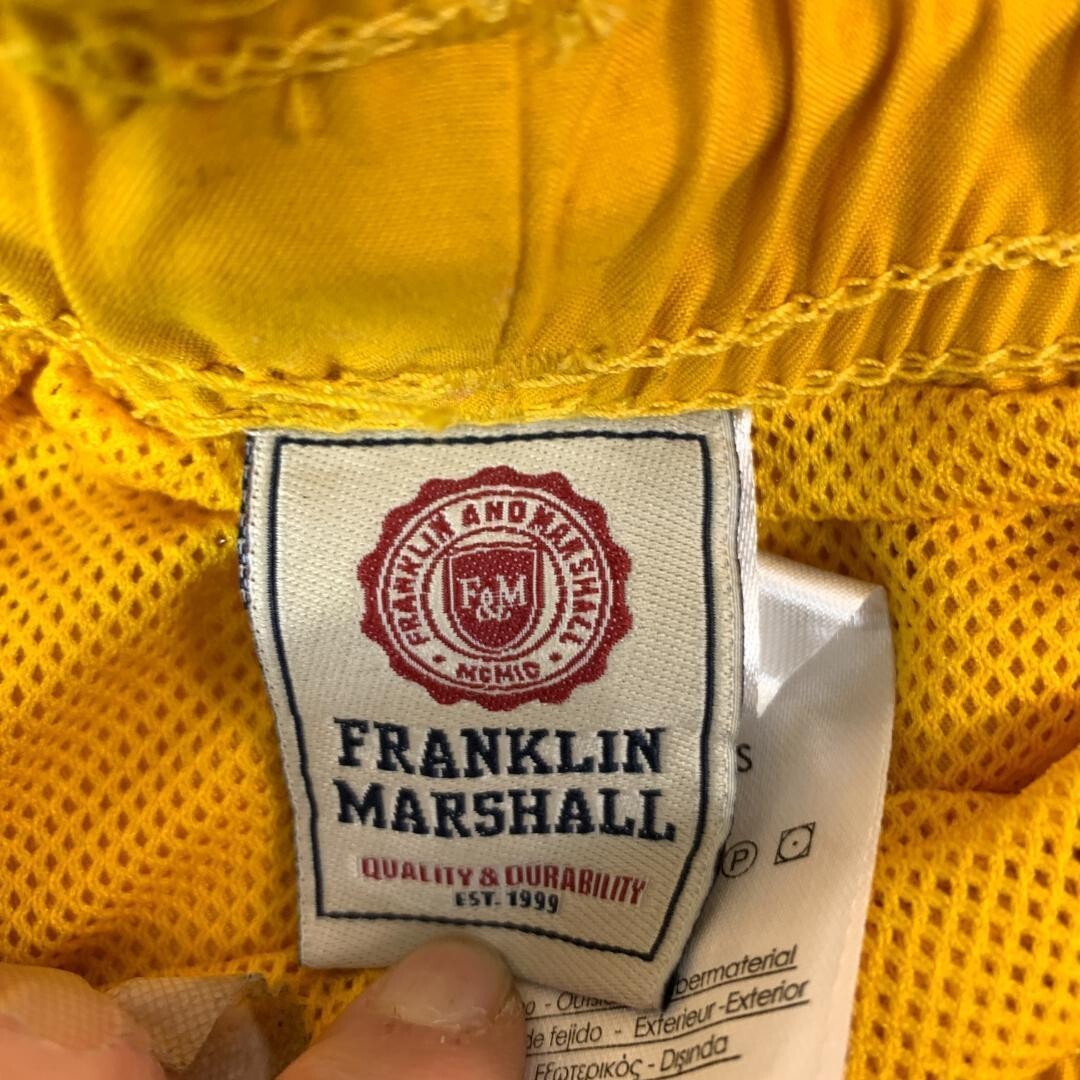 FRANKLIN AND MARSHALL
F&M
MCMIC
FRANKLIN
MARSHALL
QUALITY & DURABILITY
EST. 1999
S
P
bermaterial
de fejido - Exterieur-Exterior
Εξωτερικός - Dışında